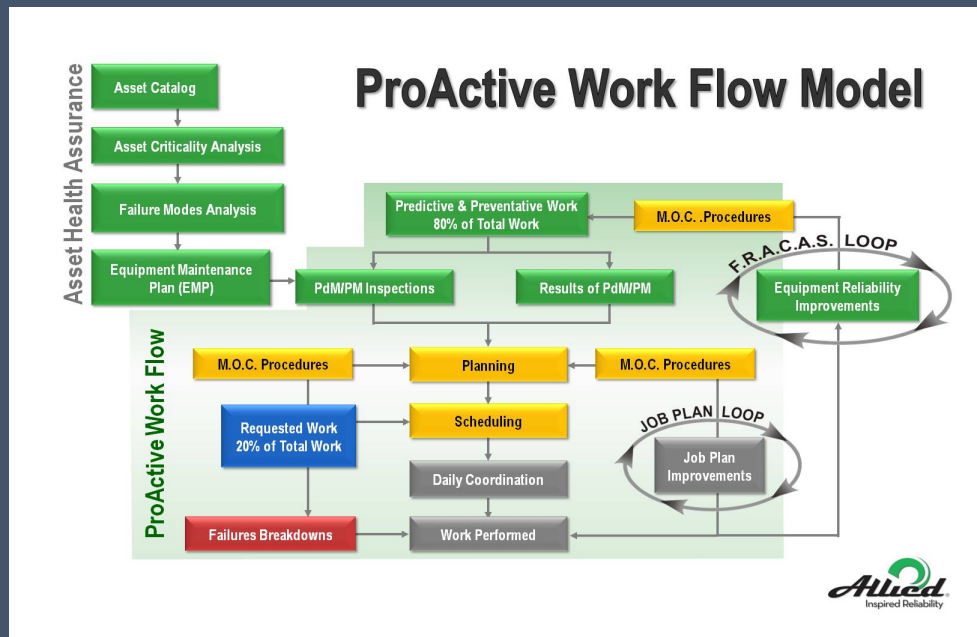 ProActive Work Flow Model
Asset Health Assurance
Asset Catalog
Asset Criticality Analysis
Failure Modes Analysis
Equipment Maintenance
Plan (EMP)
Predictive & Preventative Work
80% of Total Work
M.O.C. .Procedures
F.R.A.C.A.S. LOOP
PdM/PM Inspections
Results of PdM/PM
Equipment Reliability
Improvements
ProActive Work Flow
M.O.C. Procedures
Planning
M.O.C. Procedures
Requested Work
20% of Total Work
Scheduling
JOB PLAN LOOP
Job Plan
Improvements
Daily Coordination
Failures Breakdowns
Work Performed
Allied
Inspired Reliability